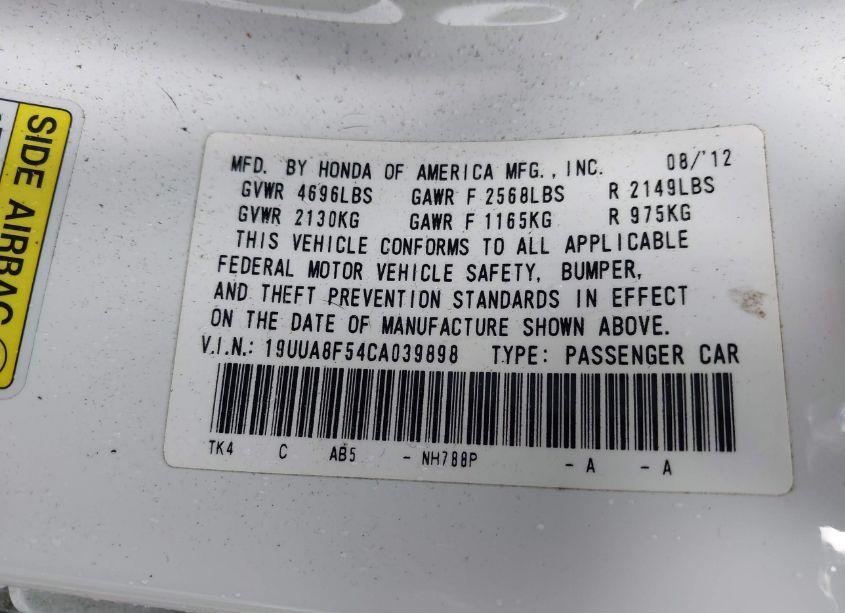 SIDE AIRBAG
MFD. BY HONDA OF AMERICA MFG., INC. 08/'12
GVWR 4696LBS GAWR F 2568LBS R 2149LBS
GVWR 2130KG GAWR F 1165KG R 975KG
THIS VEHICLE CONFORMS TO ALL APPLICABLE
FEDERAL MOTOR VEHICLE SAFETY, BUMPER,
AND THEFT PREVENTION STANDARDS IN EFFECT
ON THE DATE OF MANUFACTURE SHOWN ABOVE.
V.I.N.: 19UUA8F54CA039898 TYPE: PASSENGER CAR
TK4 C AB5 - NH788P - A - A